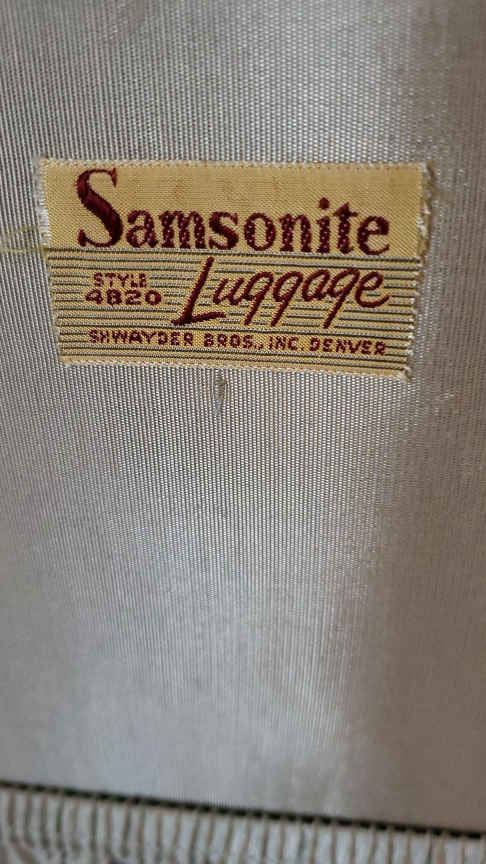 Samsonite
STYLE
4820 Luggage
SHWAYDER BROS., INC. DENVER